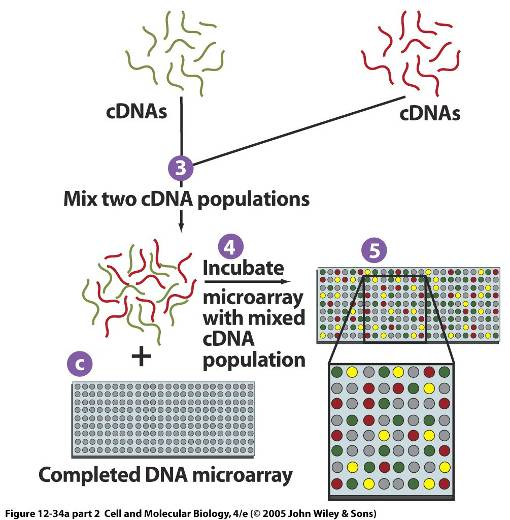 cDNAs
cDNAs
3
Mix two cDNA populations
4
Incubate
microarray
with mixed
cDNA
population
5
c
+
Completed DNA microarray
Figure 12-34a part 2 Cell and Molecular Biology, 4/e (© 2005 John Wiley & Sons)